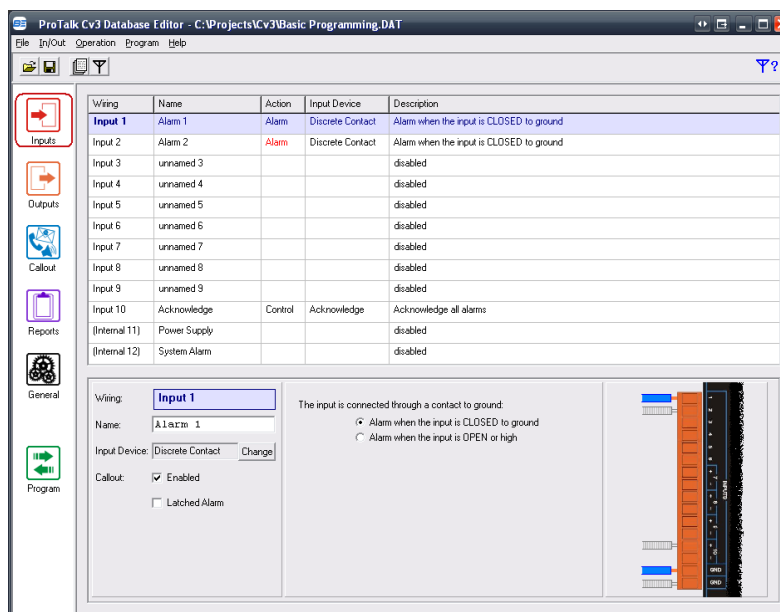 ProTalk Cv3 Database Editor - C:\Projects\Cv3\Basic Programming.DAT
File In/Out Operation Program Help
Inputs
Outputs
Callout
Reports
General
Program
Wiring Name Action Input Device Description
Input 1 Alarm 1 Alarm Discrete Contact Alarm when the input is CLOSED to ground
Input 2 Alarm 2 Alarm Discrete Contact Alarm when the input is CLOSED to ground
Input 3 unnamed 3 disabled
Input 4 unnamed 4 disabled
Input 5 unnamed 5 disabled
Input 6 unnamed 6 disabled
Input 7 unnamed 7 disabled
Input 8 unnamed 8 disabled
Input 9 unnamed 9 disabled
Input 10 Acknowledge Control Acknowledge Acknowledge all alarms
(Internal 11) Power Supply disabled
(Internal 12) System Alarm disabled
Wiring: Input 1
Name: Alarm 1
Input Device: Discrete Contact Change
Callout: Enabled
Latched Alarm
The input is connected through a contact to ground:
Alarm when the input is CLOSED to ground
Alarm when the input is OPEN or high
INPUTS
GND
GND